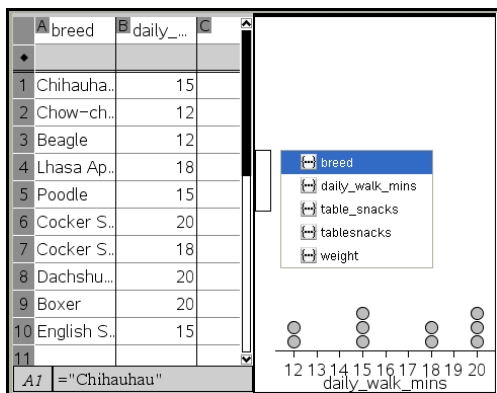 A breed B daily_... C
◆
1 Chihauha.. 15
2 Chow-ch.. 12
3 Beagle 12
4 Lhasa Ap.. 18
5 Poodle 15
6 Cocker S.. 20
7 Cocker S.. 18
8 Dachshu... 20
9 Boxer 20
10 English S.. 15
11
A1 ="Chihauhau"
breed
daily_walk_mins
table_snacks
tablesnacks
weight
12 13 14 15 16 17 18 19 20
daily_walk_mins